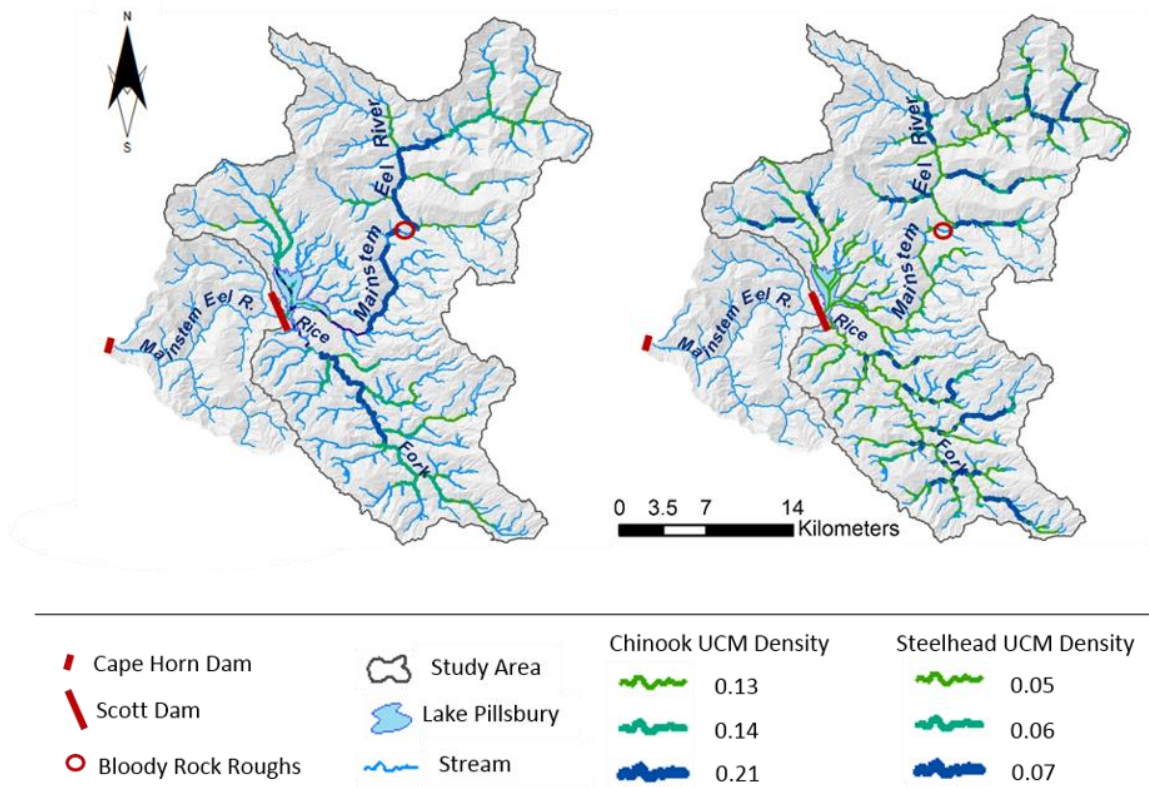 N
S
Eel River
Mainstem
Mainstem Eel R.
Rice
Fork
Eel River
Mainstem
Mainstem Eel R.
Rice
Fork
0 3.5 7 14
Kilometers
Cape Horn Dam
Scott Dam
Bloody Rock Roughs
Study Area
Lake Pillsbury
Stream
Chinook UCM Density
0.13
0.14
0.21
Steelhead UCM Density
0.05
0.06
0.07